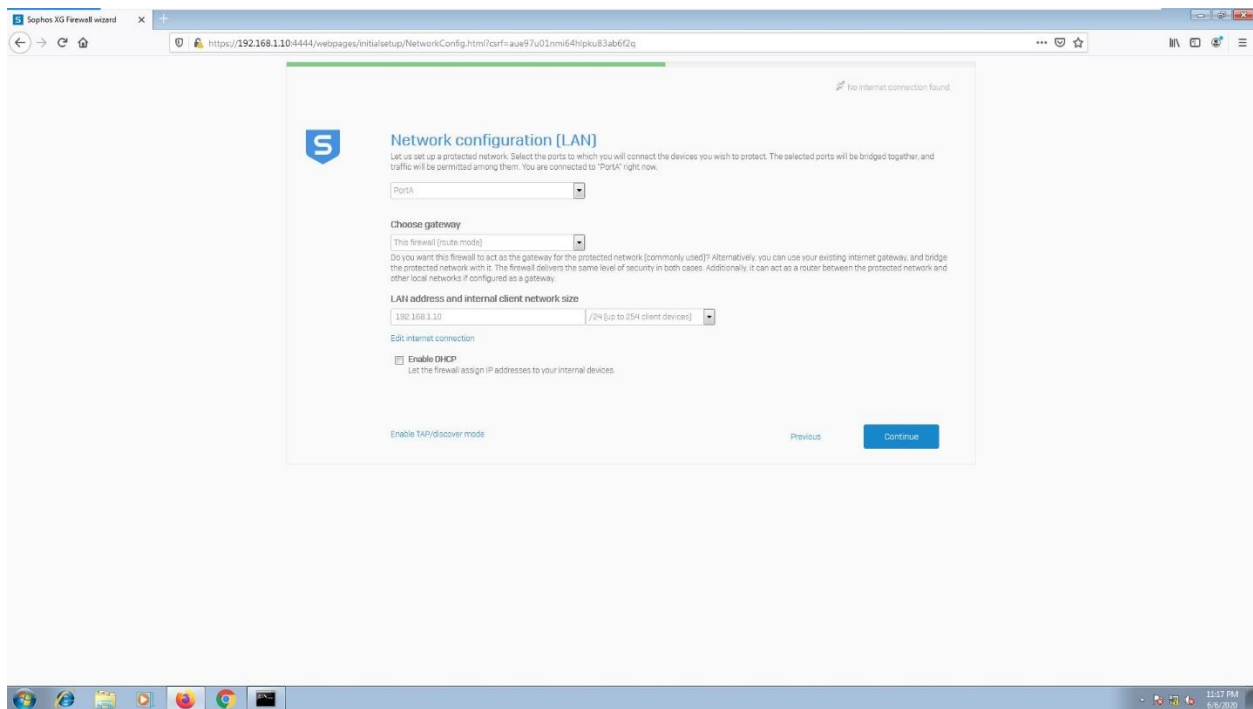 Sophos XG Firewall wizard
https://192.168.1.10:4444/webpages/initialsetup/NetworkConfig.html?csrf=aue97u01nmi64hlpku83ab6f2q
No internet connection found
S
Network configuration (LAN)
Let us set up a protected network. Select the ports to which you will connect the devices you wish to protect. The selected ports will be bridged together, and
traffic will be permitted among them. You are connected to "PortA" right now.
PortA
Choose gateway
This firewall (route mode)
Do you want this firewall to act as the gateway for the protected network (commonly used)? Alternatively, you can use your existing internet gateway, and bridge
the protected network with it. The firewall delivers the same level of security in both cases. Additionally, it can act as a router between the protected network and
other local networks if configured as a gateway.
LAN address and internal client network size
192.168.1.10 /24 (up to 254 client devices)
Edit internet connection
Enable DHCP
Let the firewall assign IP addresses to your internal devices.
Enable TAP/discover mode Previous Continue
11:17 PM
6/6/2020